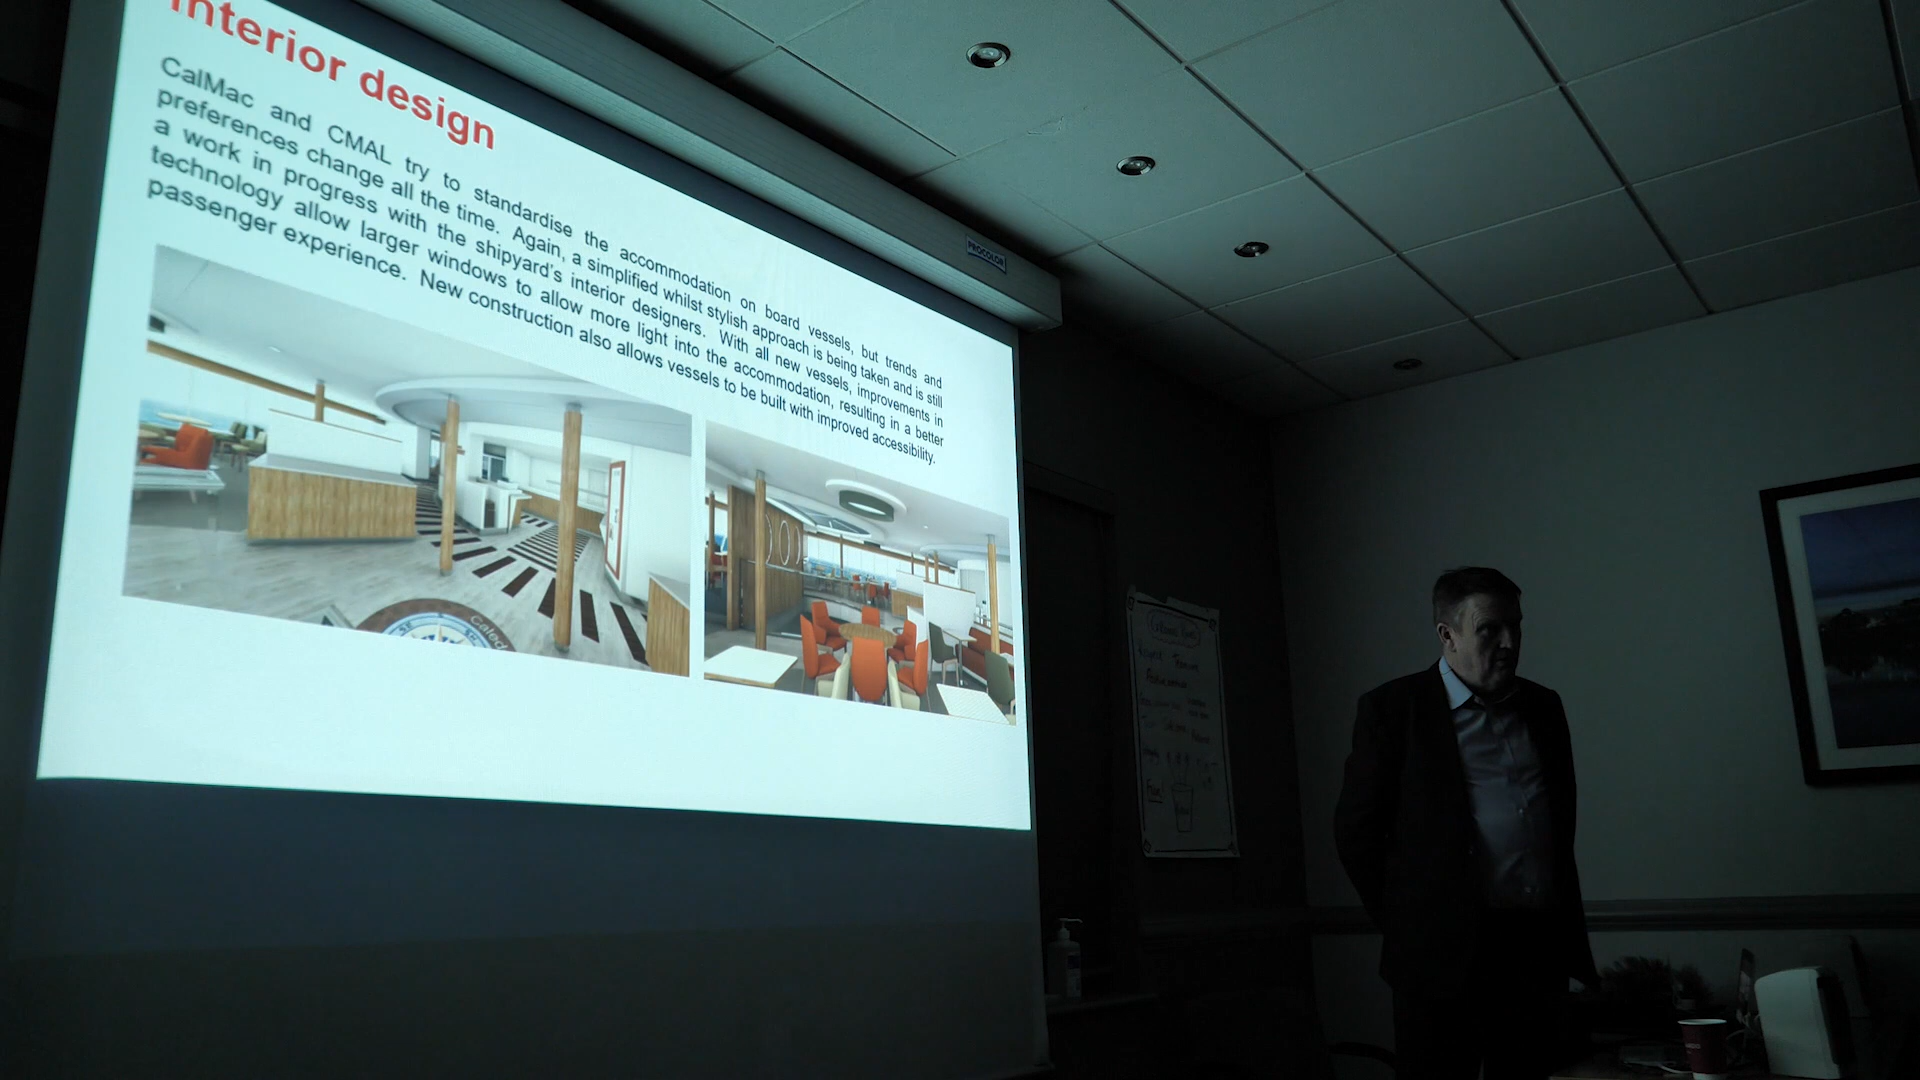 Interior design
CalMac and CMAL try to standardise the accommodation on board vessels, but trends and
preferences change all the time. Again, a simplified whilst stylish approach is being taken and is still
a work in progress with the shipyard's interior designers. With all new vessels, improvements in
technology allow larger windows to allow more light into the accommodation, resulting in a better
passenger experience. New construction also allows vessels to be built with improved accessibility.
PROCOLOR
Respect
Fun!